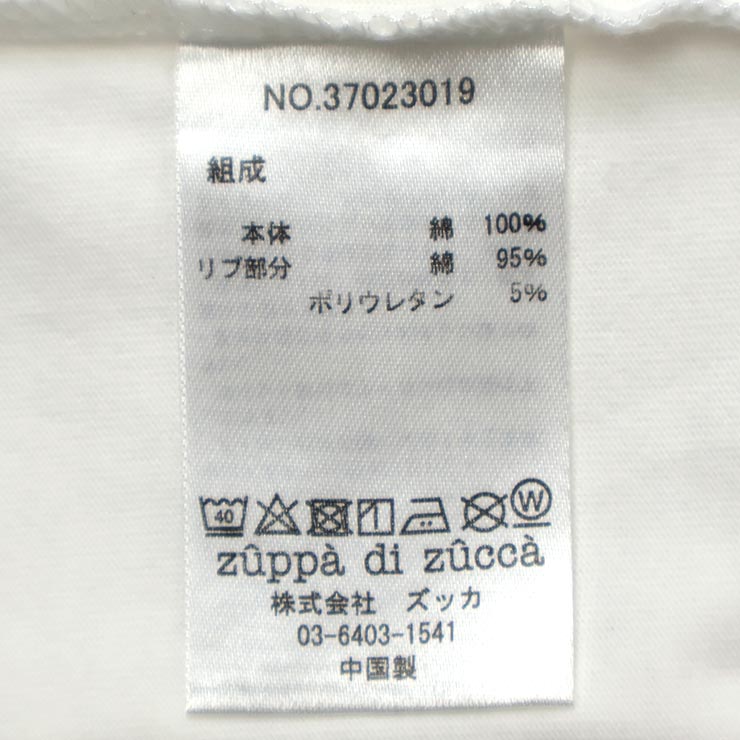 NO.37023019
組成
本体 綿 100%
リブ部分 綿 95%
ポリウレタン 5%
40 W
zûppà di zûccà
株式会社 ズッカ
03-6403-1541
中国製